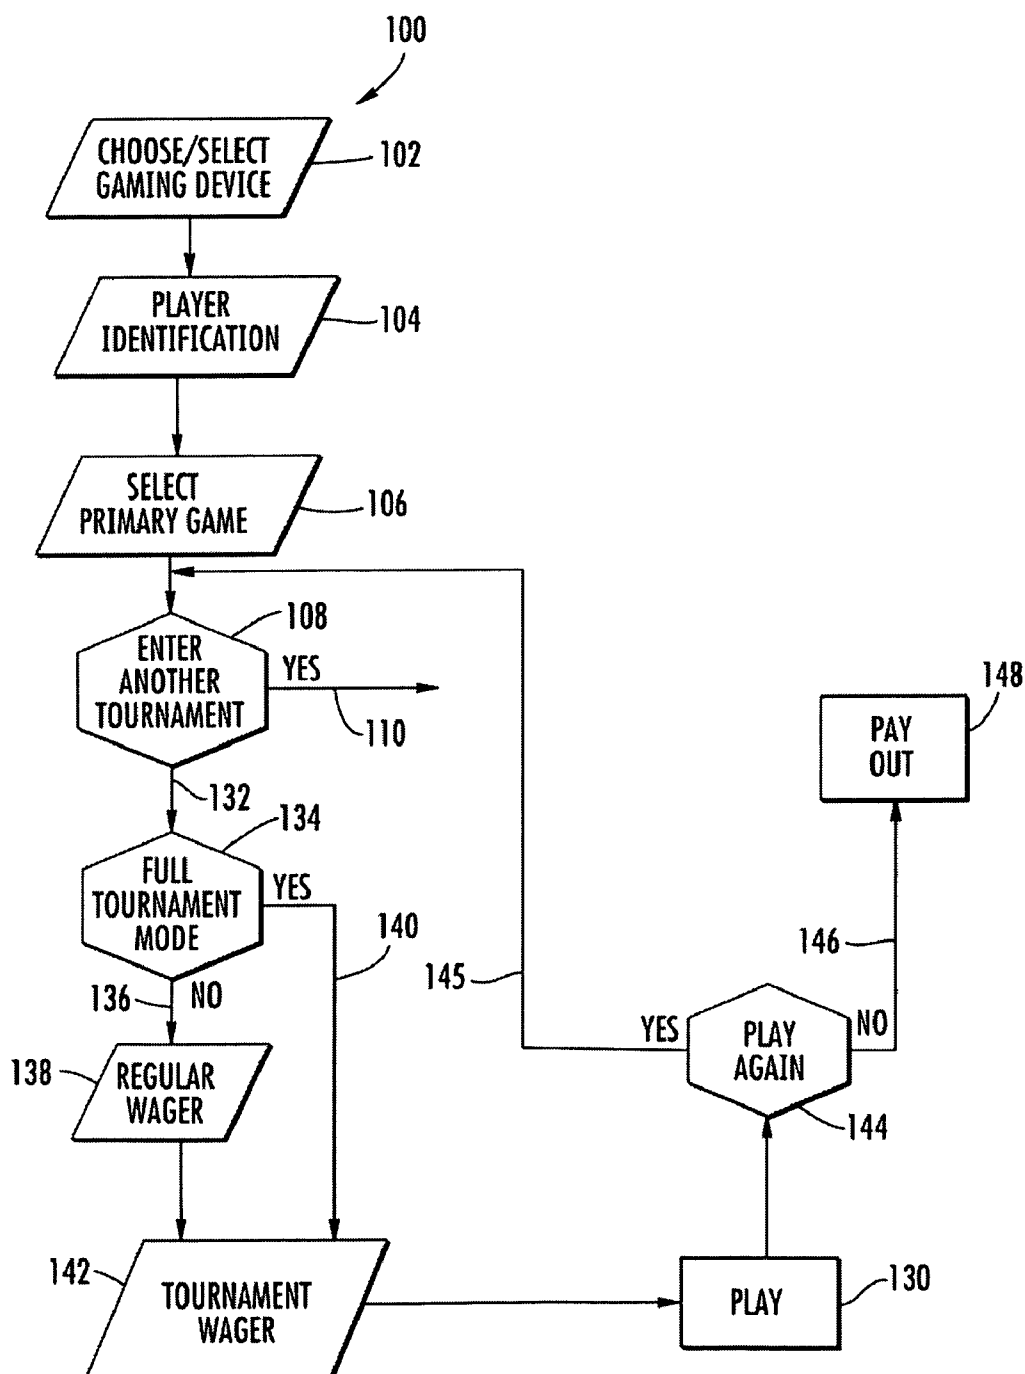 100
CHOOSE/SELECT
GAMING DEVICE
102
PLAYER
IDENTIFICATION
104
SELECT
PRIMARY GAME
106
108
ENTER
ANOTHER
TOURNAMENT
YES
110
132
134
FULL
TOURNAMENT
MODE
YES
140
136
NO
138
REGULAR
WAGER
142
TOURNAMENT
WAGER
PLAY
130
144
PLAY
AGAIN
YES
145
NO
146
PAY
OUT
148